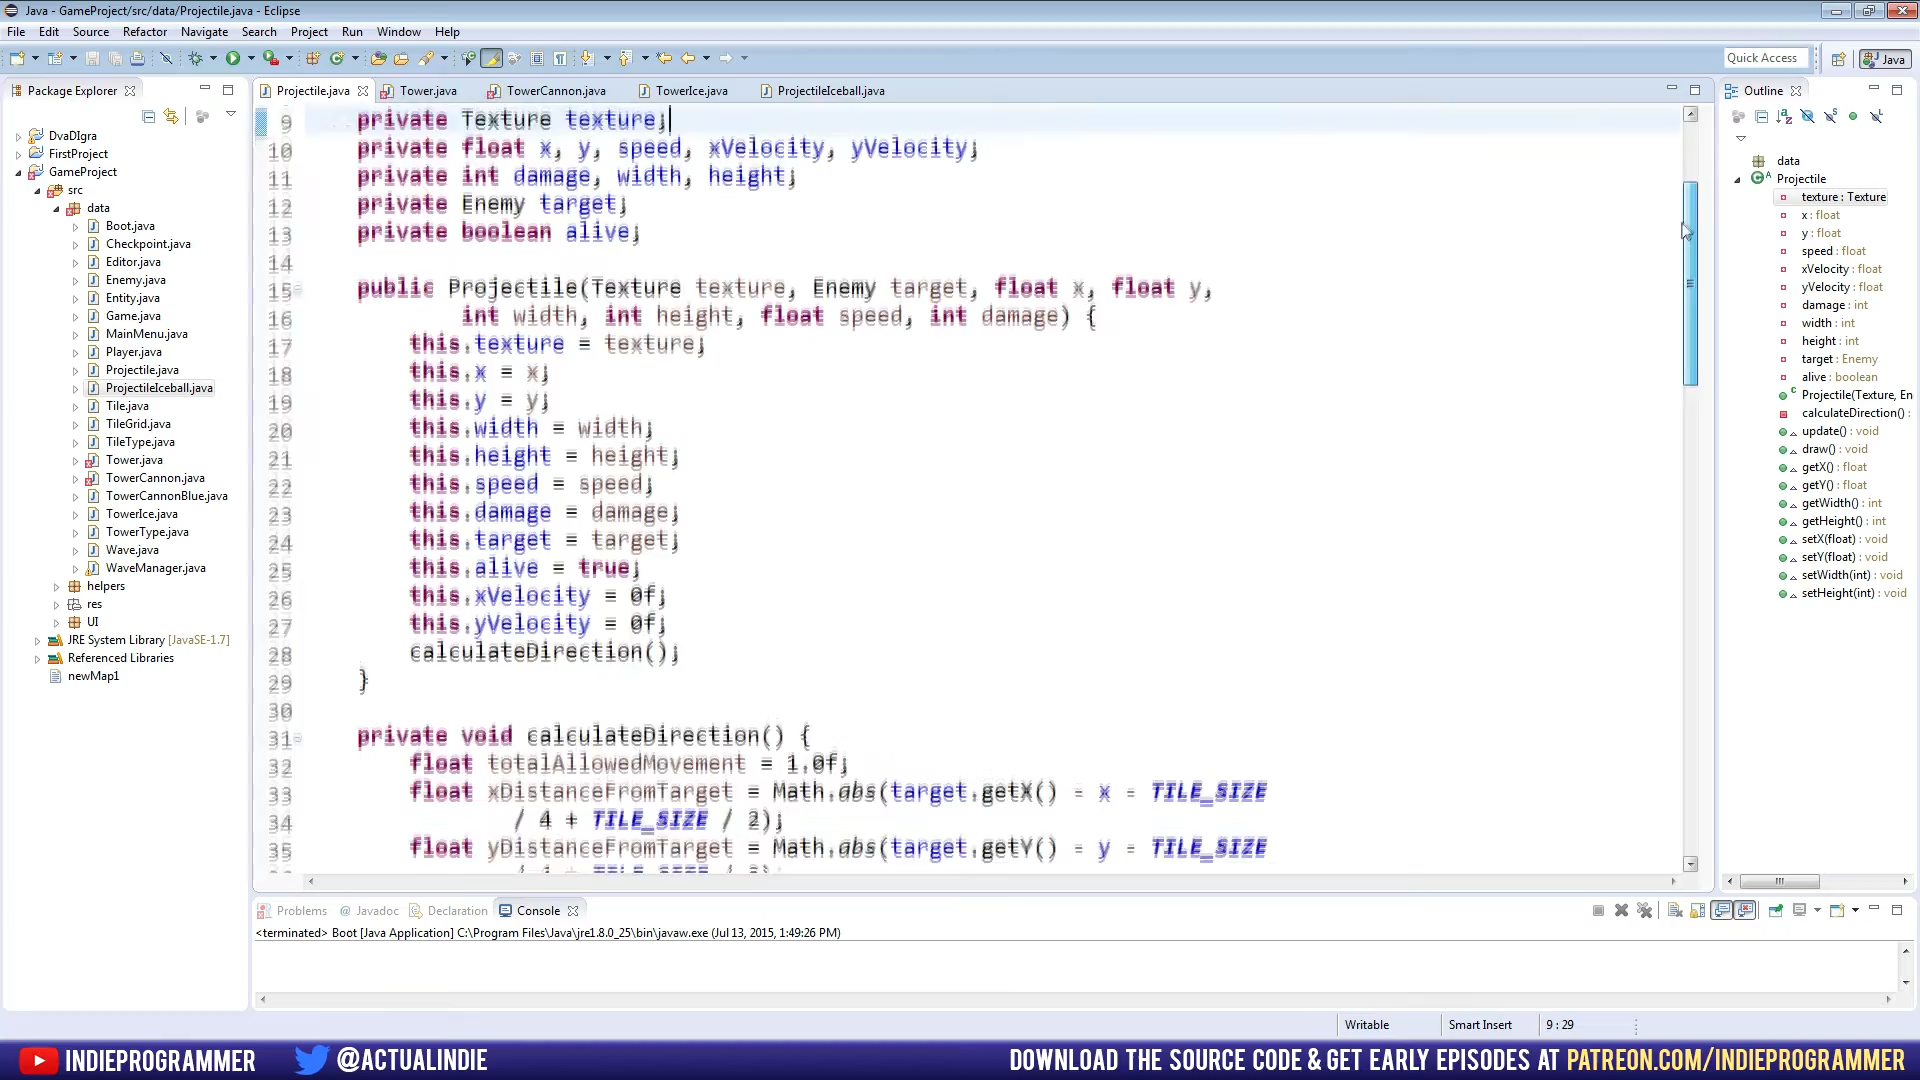 Java - GameProject/src/data/Projectile.java - Eclipse
File Edit Source Refactor Navigate Search Project Run Window Help
Quick Access
Java
Package Explorer
Projectile.java Tower.java TowerCannon.java TowerIce.java ProjectileIceball.java
Outline
DvaDIgra
FirstProject
GameProject
src
data
Boot.java
Checkpoint.java
Editor.java
Enemy.java
Entity.java
Game.java
MainMenu.java
Player.java
Projectile.java
ProjectileIceball.java
Tile.java
TileGrid.java
TileType.java
Tower.java
TowerCannon.java
TowerCannonBlue.java
TowerIce.java
TowerType.java
Wave.java
WaveManager.java
helpers
res
UI
JRE System Library [JavaSE-1.7]
Referenced Libraries
newMap1
9 private Texture texture;
10 private float x, y, speed, xVelocity, yVelocity;
11 private int damage, width, height;
12 private Enemy target;
13 private boolean alive;
14
15 public Projectile(Texture texture, Enemy target, float x, float y,
16 int width, int height, float speed, int damage) {
17 this.texture = texture;
18 this.x = x;
19 this.y = y;
20 this.width = width;
21 this.height = height;
22 this.speed = speed;
23 this.damage = damage;
24 this.target = target;
25 this.alive = true;
26 this.xVelocity = 0f;
27 this.yVelocity = 0f;
28 calculateDirection();
29 }
30
31 private void calculateDirection() {
32 float totalAllowedMovement = 1.0f;
33 float xDistanceFromTarget = Math.abs(target.getX() - x - TILE_SIZE
34 / 4 + TILE_SIZE / 2);
35 float yDistanceFromTarget = Math.abs(target.getY() - y - TILE_SIZE
data
Projectile
texture : Texture
x : float
y : float
speed : float
xVelocity : float
yVelocity : float
damage : int
width : int
height : int
target : Enemy
alive : boolean
Projectile(Texture, En
calculateDirection() :
update() : void
draw() : void
getX() : float
getY() : float
getWidth() : int
getHeight() : int
setX(float) : void
setY(float) : void
setWidth(int) : void
setHeight(int) : void
Problems @ Javadoc Declaration Console
<terminated> Boot [Java Application] C:\Program Files\Java\jre1.8.0_25\bin\javaw.exe (Jul 13, 2015, 1:49:26 PM)
Writable Smart Insert 9 : 29
INDIEPROGRAMMER @ACTUALINDIE DOWNLOAD THE SOURCE CODE & GET EARLY EPISODES AT PATREON.COM/INDIEPROGRAMMER